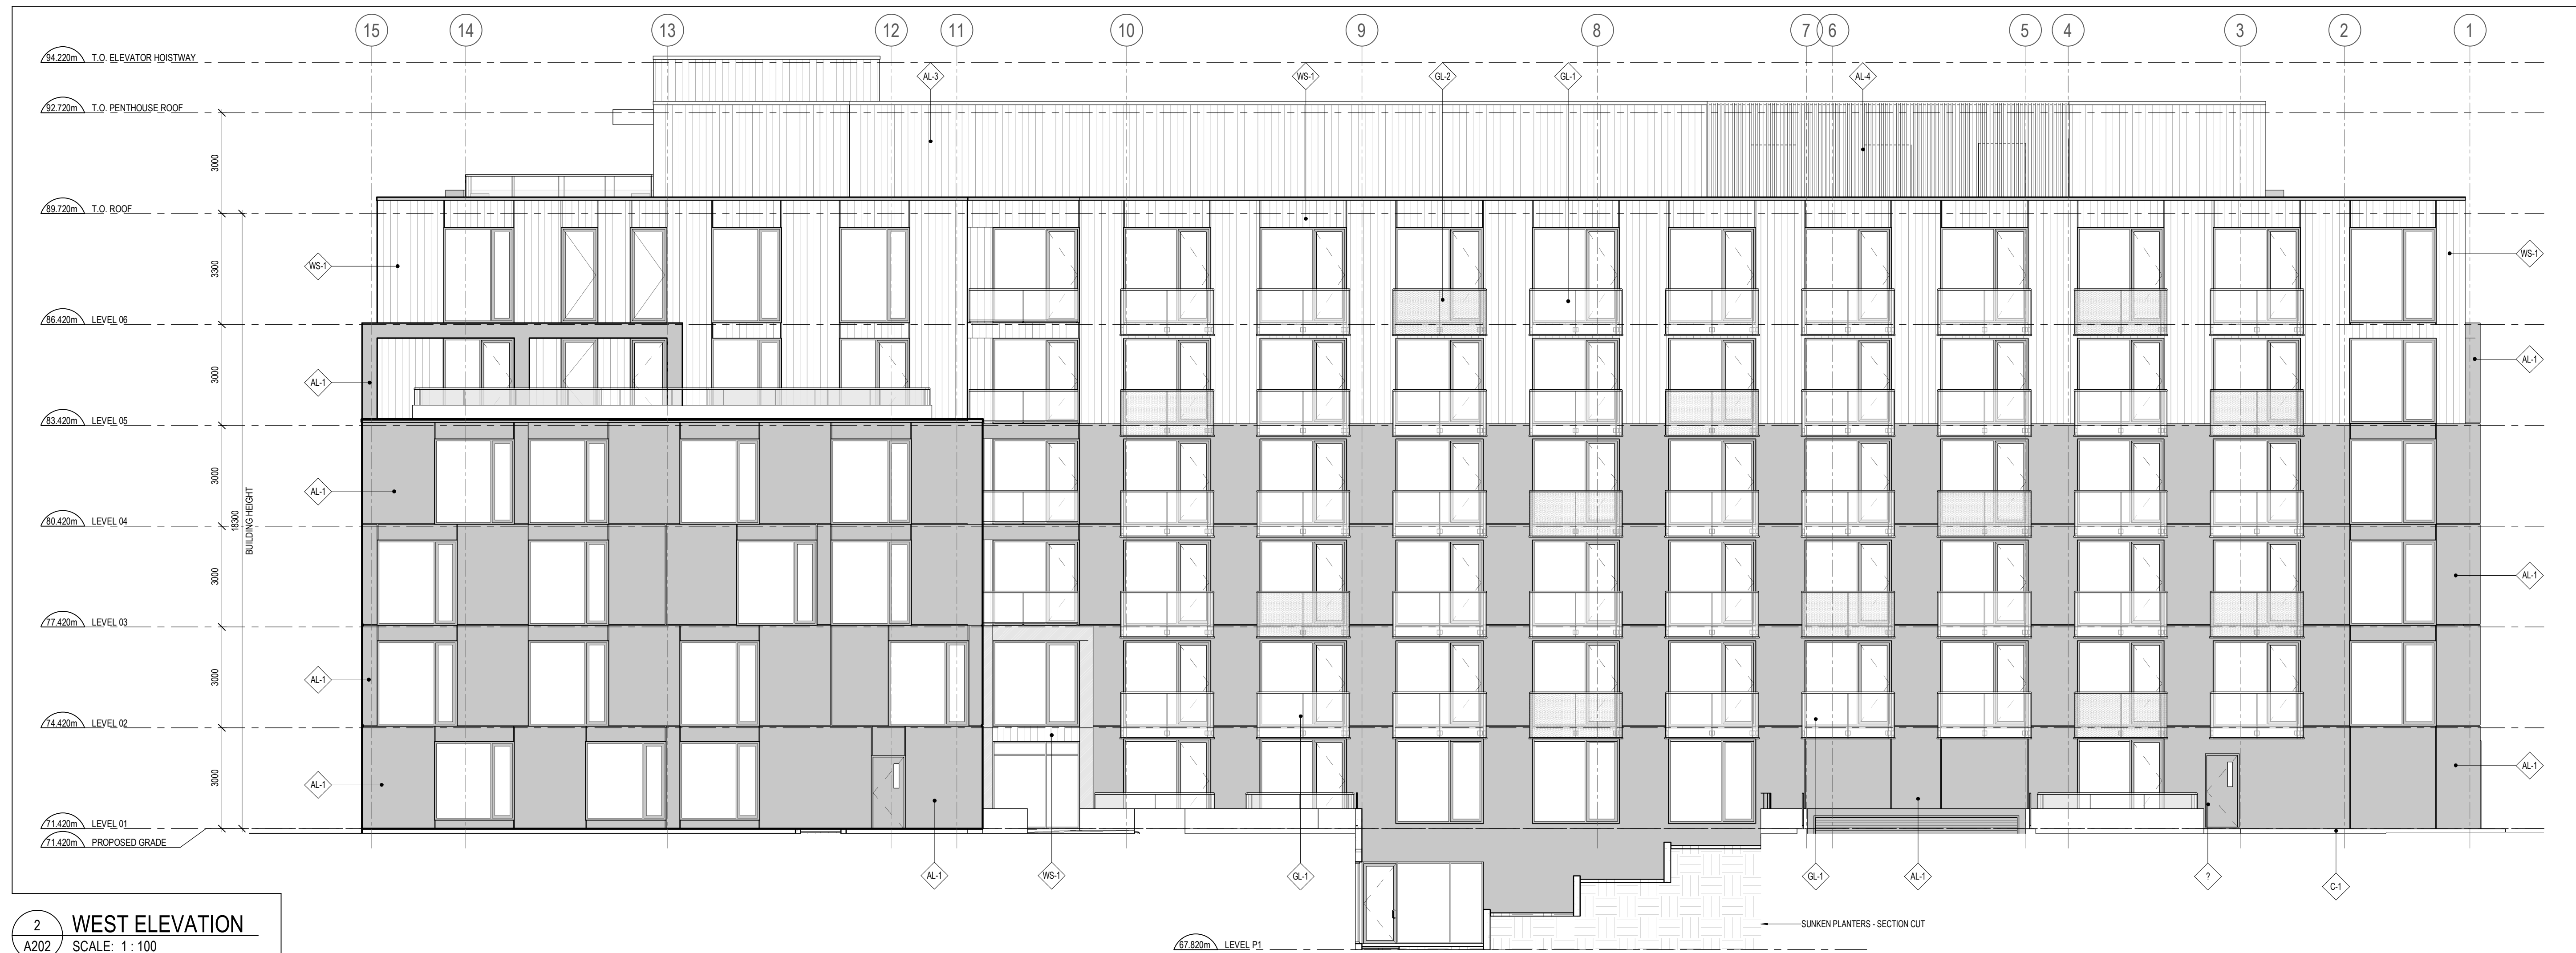 15 14 13 12 11 10 9 8 7 6 5 4 3 2 1
94.220m T.O. ELEVATOR HOISTWAY
AL-3 WS-1 GL-2 GL-1 AL-4
92.720m T.O. PENTHOUSE ROOF
3000
89.720m T.O. ROOF
3300
WS-1 WS-1
86.420m LEVEL 06
3000
AL-1 AL-1
83.420m LEVEL 05
3000
AL-1
18300
BUILDING HEIGHT
80.420m LEVEL 04
3000
AL-1
77.420m LEVEL 03
3000
AL-1
74.420m LEVEL 02
3000
AL-1 AL-1
71.420m LEVEL 01
71.420m PROPOSED GRADE
AL-1 WS-1 GL-1 GL-1 AL-1 ? C-1
SUNKEN PLANTERS - SECTION CUT
67.820m LEVEL P1
2 WEST ELEVATION
A202 SCALE: 1 : 100